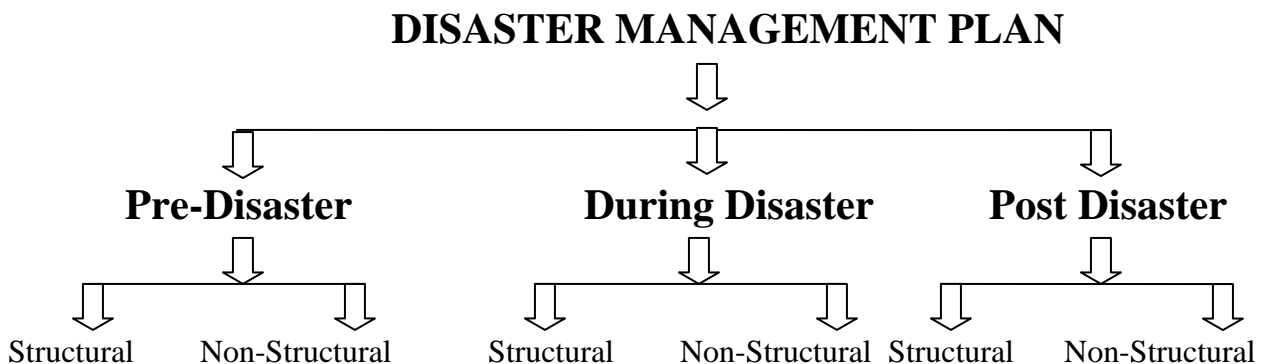 DISASTER MANAGEMENT PLAN
Pre-Disaster During Disaster Post Disaster
Structural Non-Structural Structural Non-Structural Structural Non-Structural